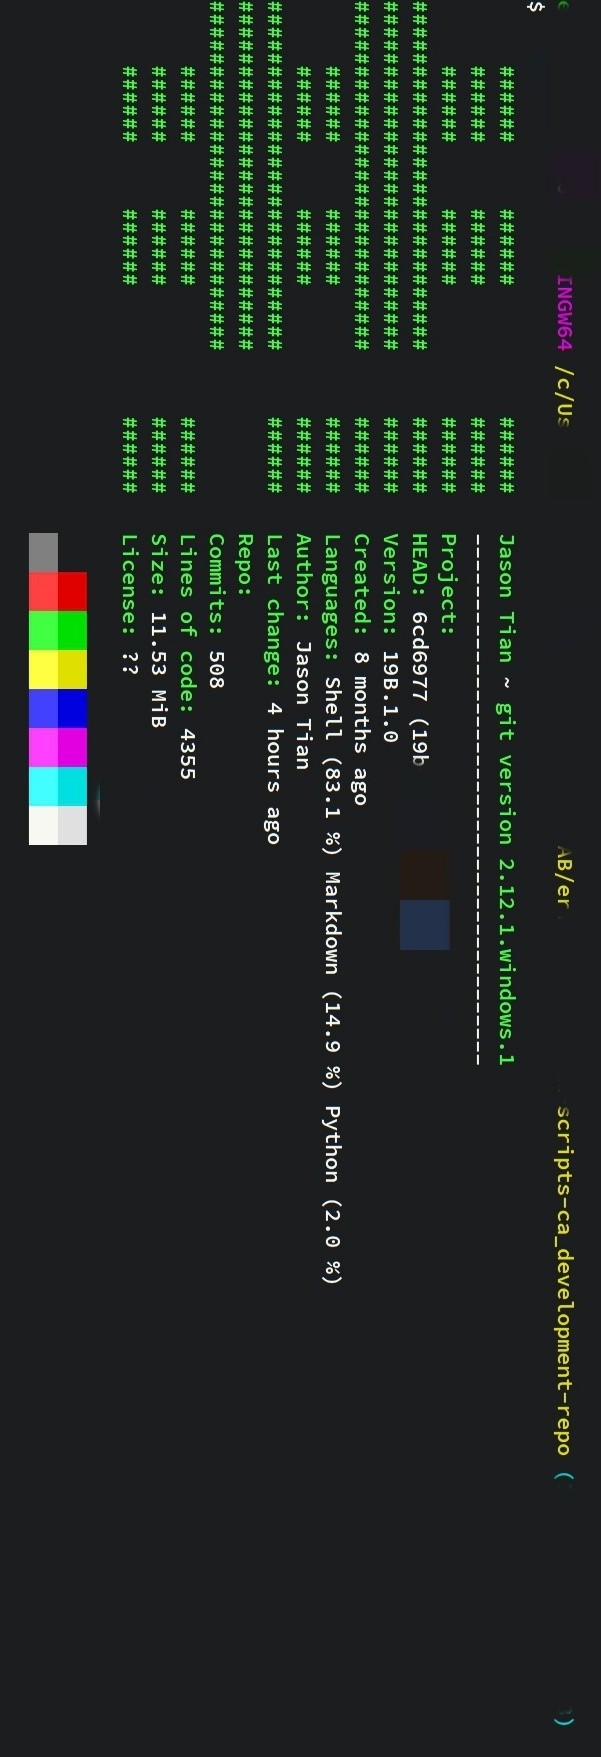 INGW64 /c/Us AB/er scripts-ca_development-repo ( )
$
Jason Tian ~ git version 2.12.1.windows.1
Project:
HEAD: 6cd6977 (19b
Version: 19B.1.0
Created: 8 months ago
Languages: Shell (83.1 %) Markdown (14.9 %) Python (2.0 %)
Author: Jason Tian
Last change: 4 hours ago
Repo:
Commits: 508
Lines of code: 4355
Size: 11.53 MiB
License: ??